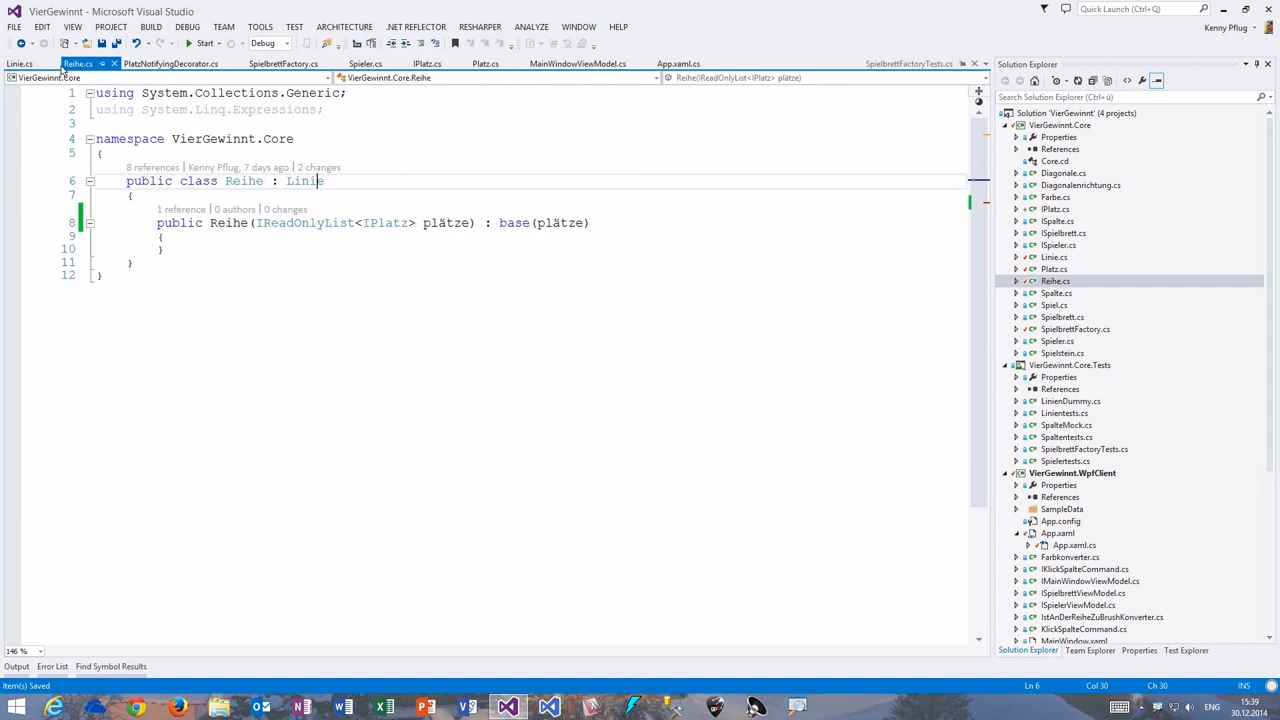 VierGewinnt - Microsoft Visual Studio
Quick Launch (Ctrl+Q)
FILE EDIT VIEW PROJECT BUILD DEBUG TEAM TOOLS TEST ARCHITECTURE .NET REFLECTOR RESHARPER ANALYZE WINDOW HELP
Kenny Pflug
Start
Debug
Linie.cs
Reihe.cs
PlatzNotifyingDecorator.cs
SpielbrettFactory.cs
Spieler.cs
IPlatz.cs
Platz.cs
MainWindowViewModel.cs
App.xaml.cs
SpielbrettFactoryTests.cs
VierGewinnt.Core
VierGewinnt.Core.Reihe
Reihe(IReadOnlyList<IPlatz> plätze)
1 using System.Collections.Generic;
2 using System.Linq.Expressions;
3
4 namespace VierGewinnt.Core
5 {
8 references | Kenny Pflug, 7 days ago | 2 changes
6 public class Reihe : Linie
7 {
1 reference | 0 authors | 0 changes
8 public Reihe(IReadOnlyList<IPlatz> plätze) : base(plätze)
9 {
10 }
11 }
12 }
146 %
Solution Explorer
Search Solution Explorer (Ctrl+ü)
Solution 'VierGewinnt' (4 projects)
VierGewinnt.Core
Properties
References
Core.cd
Diagonale.cs
Diagonalenrichtung.cs
Farbe.cs
IPlatz.cs
ISpalte.cs
ISpielbrett.cs
ISpieler.cs
Linie.cs
Platz.cs
Reihe.cs
Spalte.cs
Spiel.cs
Spielbrett.cs
SpielbrettFactory.cs
Spieler.cs
Spielstein.cs
VierGewinnt.Core.Tests
Properties
References
LinienDummy.cs
Linientests.cs
SpalteMock.cs
Spaltentests.cs
SpielbrettFactoryTests.cs
Spielertests.cs
VierGewinnt.WpfClient
Properties
References
SampleData
App.config
App.xaml
App.xaml.cs
Farbkonverter.cs
IKlickSpalteCommand.cs
IMainWindowViewModel.cs
ISpielbrettViewModel.cs
ISpielerViewModel.cs
IstAnDerReiheZuBrushKonverter.cs
KlickSpalteCommand.cs
MainWindow.xaml
Solution Explorer Team Explorer Properties Test Explorer
Output Error List Find Symbol Results
Item(s) Saved
Ln 6 Col 30 Ch 30 INS
ENG
15:39
30.12.2014